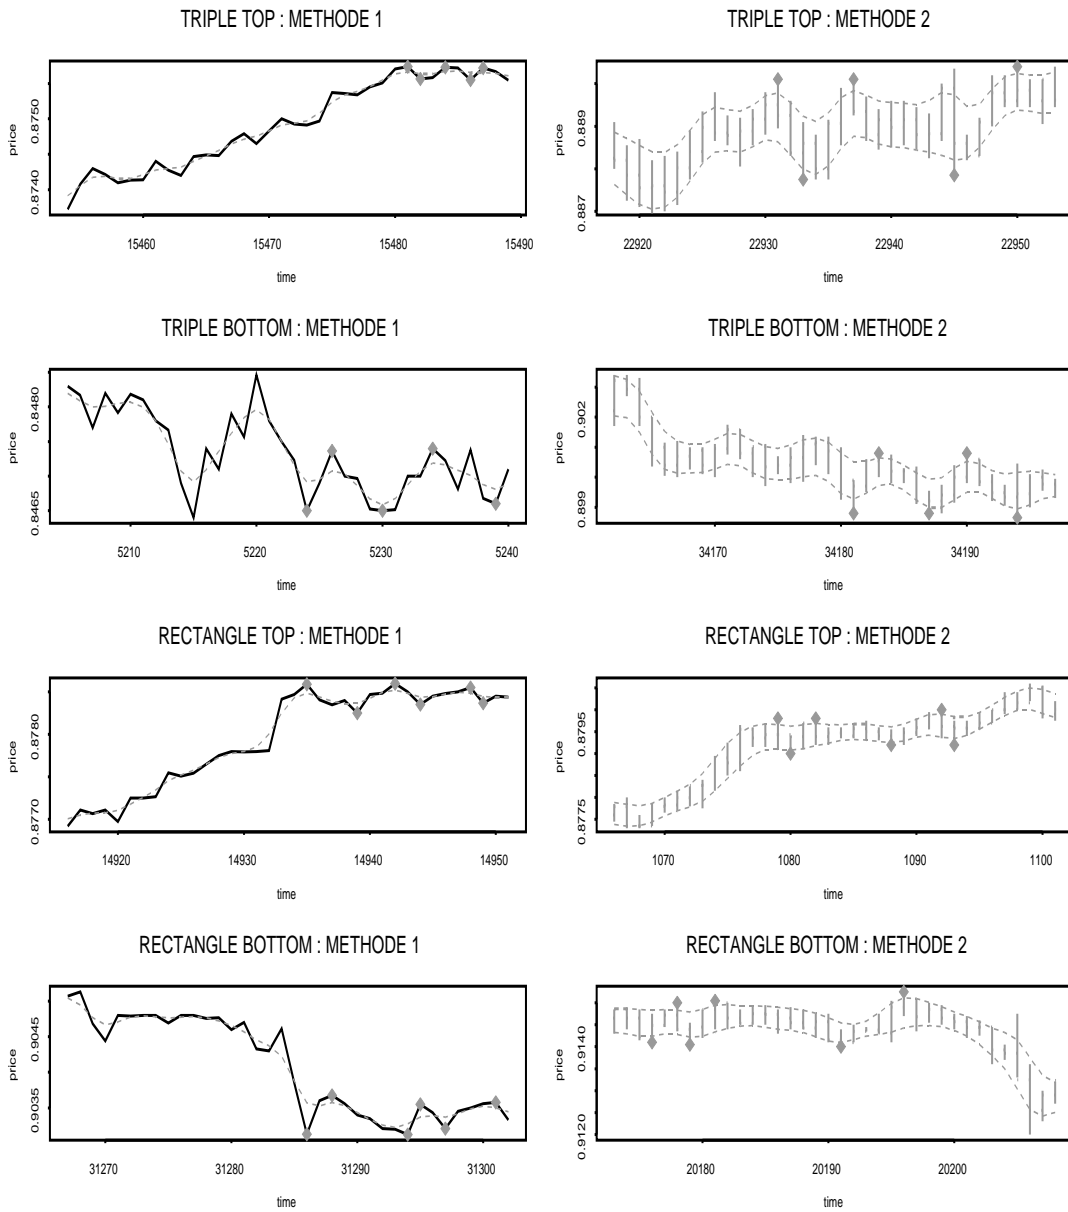 TRIPLE TOP : METHODE 1
price
0.8750
0.8740
15460 15470 15480 15490
time
TRIPLE TOP : METHODE 2
price
0.889
0.887
22920 22930 22940 22950
time
TRIPLE BOTTOM : METHODE 1
price
0.8480
0.8465
5210 5220 5230 5240
time
TRIPLE BOTTOM : METHODE 2
price
0.902
0.899
34170 34180 34190
time
RECTANGLE TOP : METHODE 1
price
0.8780
0.8770
14920 14930 14940 14950
time
RECTANGLE TOP : METHODE 2
price
0.8795
0.8775
1070 1080 1090 1100
time
RECTANGLE BOTTOM : METHODE 1
price
0.9045
0.9035
31270 31280 31290 31300
time
RECTANGLE BOTTOM : METHODE 2
price
0.9140
0.9120
20180 20190 20200
time